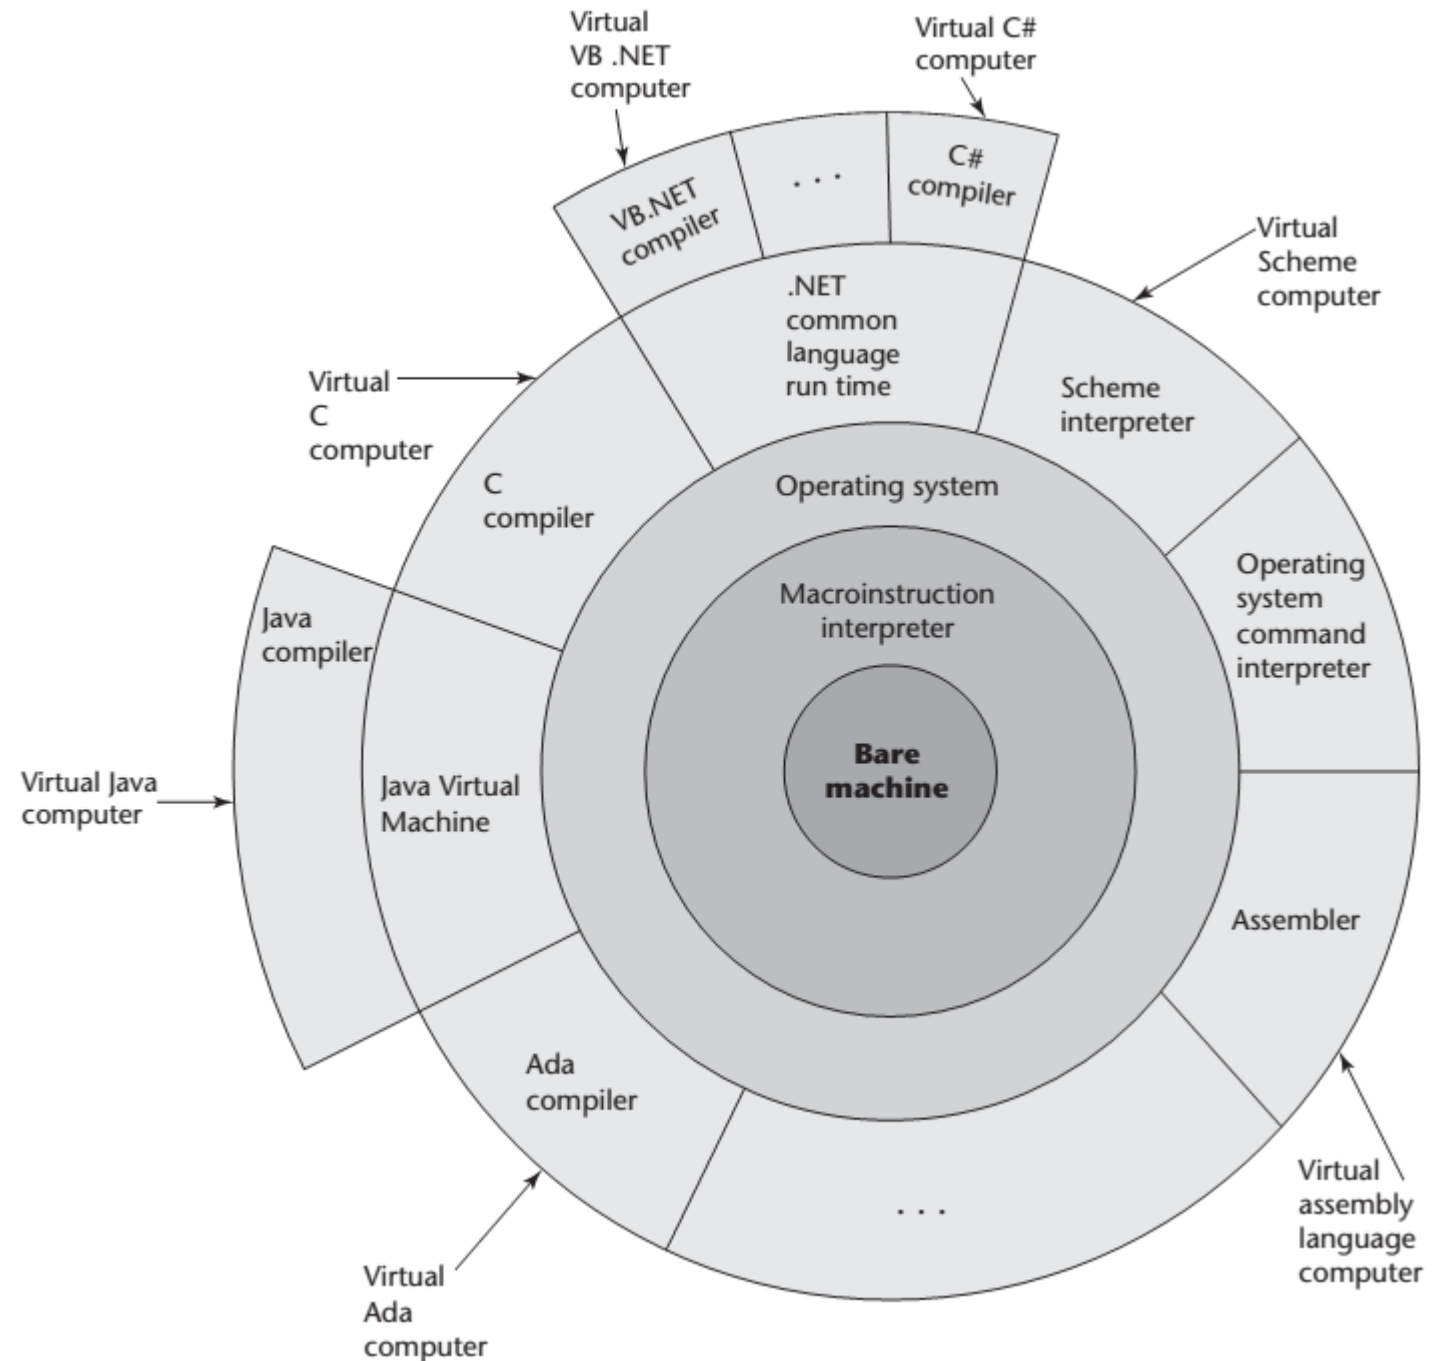 Virtual
VB .NET
computer
Virtual C#
computer
VB.NET
compiler
. . .
C#
compiler
Virtual
Scheme
computer
.NET
common
language
run time
Virtual
C
computer
Scheme
interpreter
C
compiler
Operating system
Operating
system
command
interpreter
Macroinstruction
interpreter
Java
compiler
Bare
machine
Virtual Java
computer
Java Virtual
Machine
Assembler
Ada
compiler
. . .
Virtual
assembly
language
computer
Virtual
Ada
computer